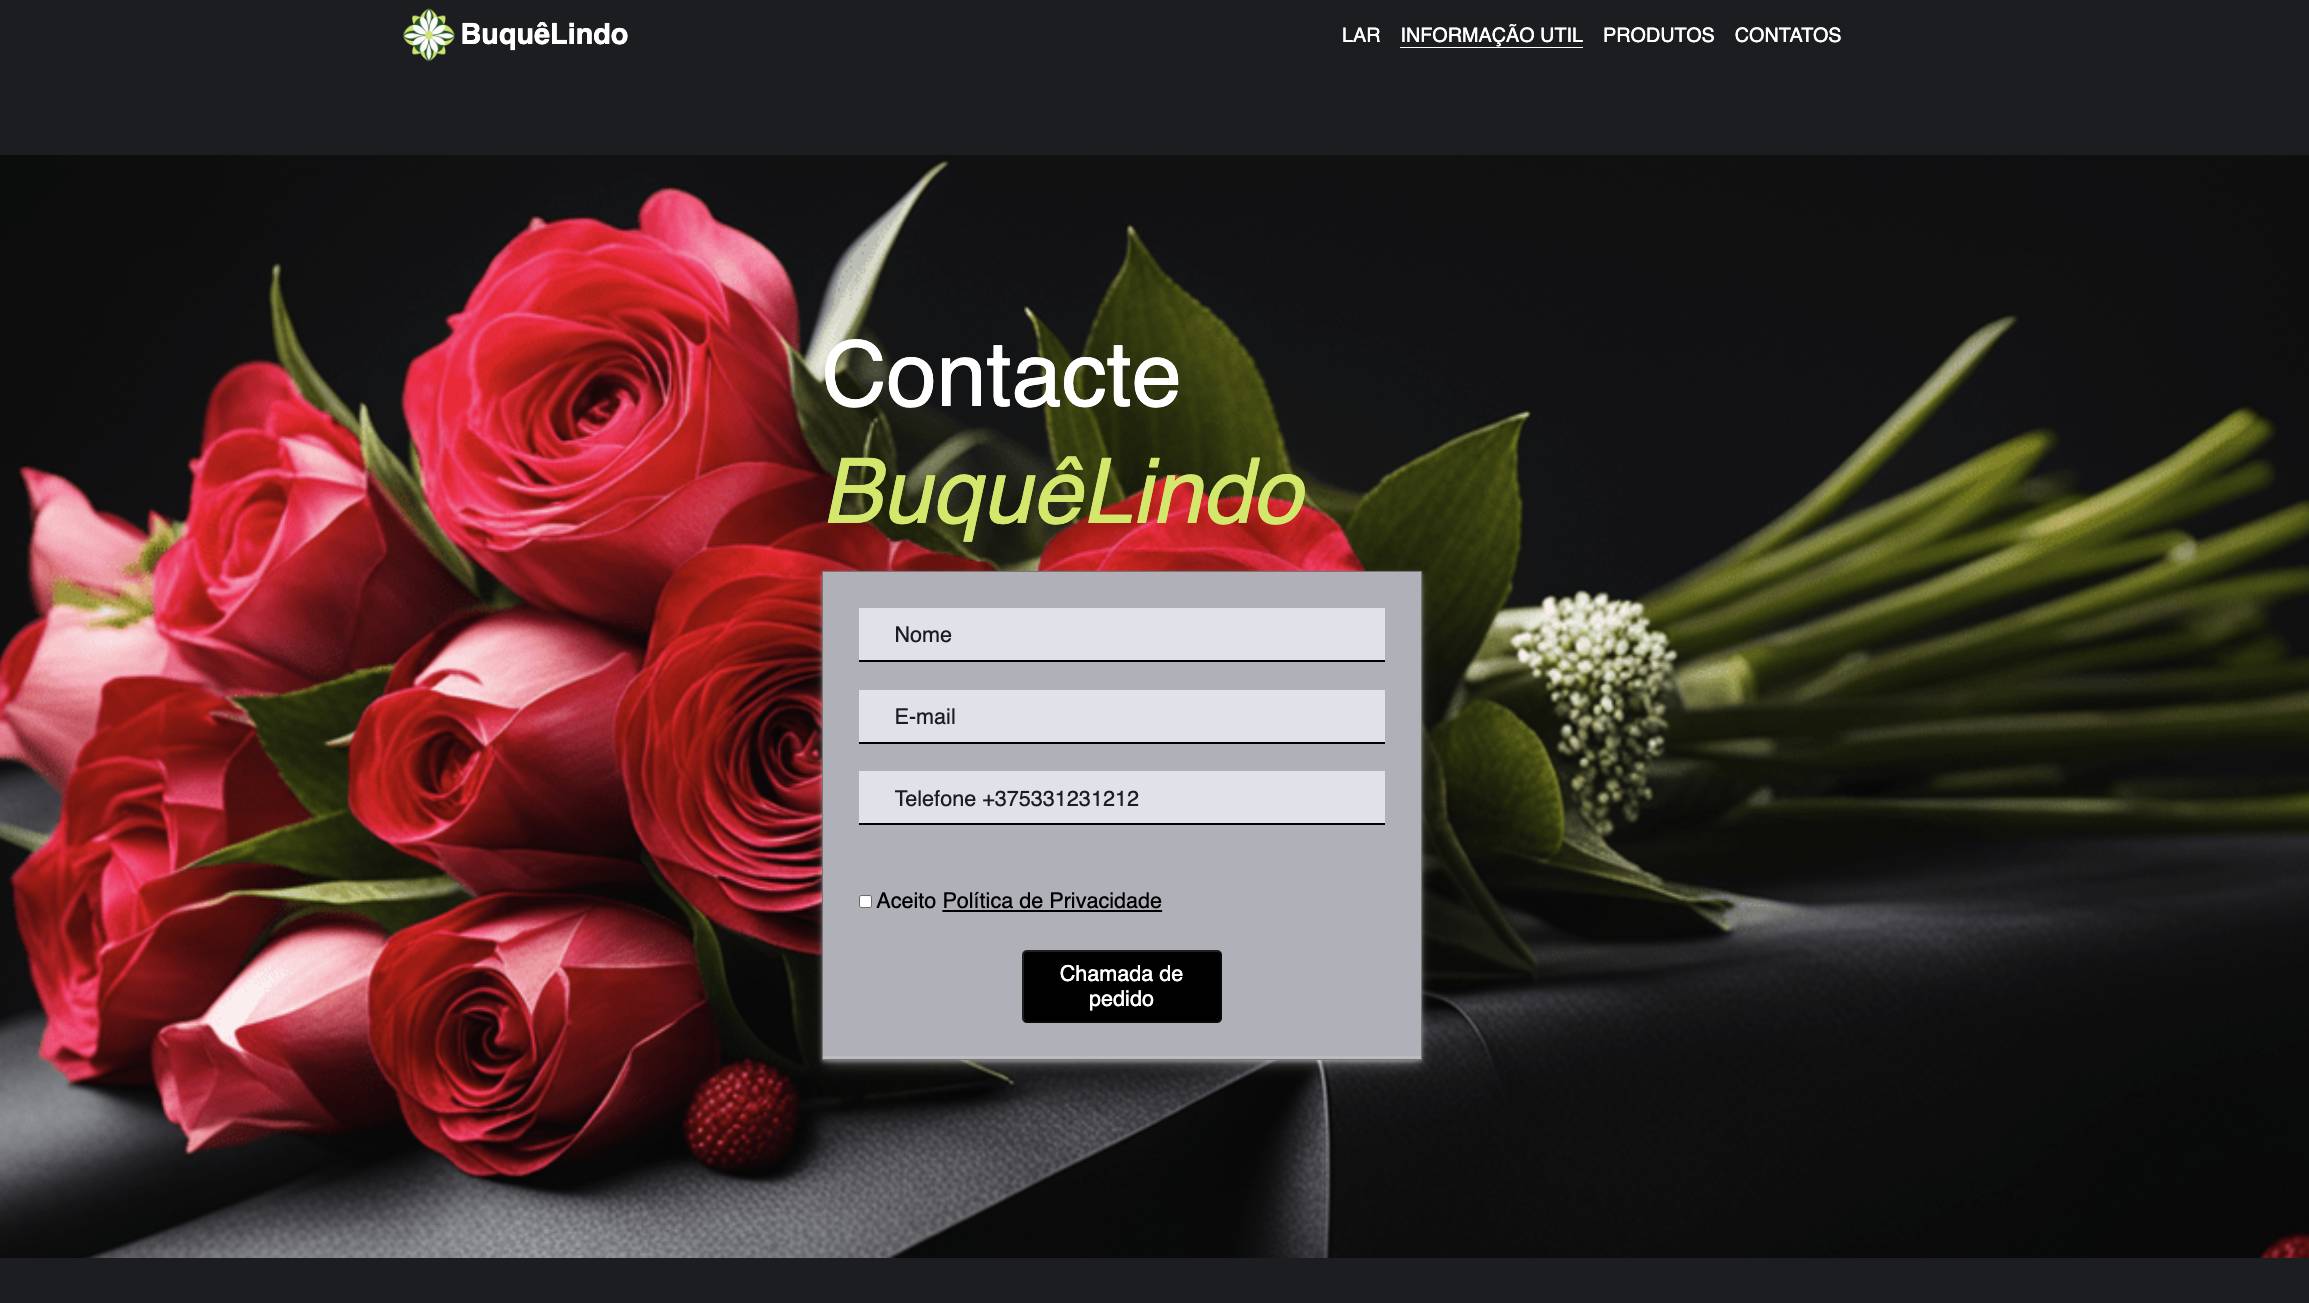 BuquêLindo
LAR INFORMAÇÃO UTIL PRODUTOS CONTATOS
Contacte
BuquêLindo
Nome
E-mail
Telefone +375331231212
Aceito Política de Privacidade
Chamada de
pedido